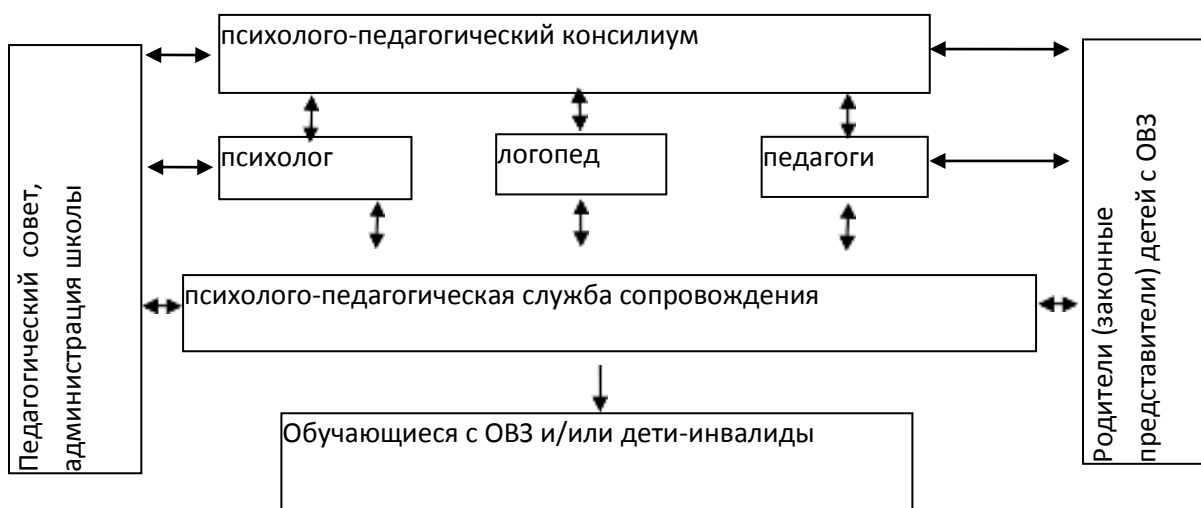 психолого-педагогический консилиум
психолог
логопед
педагоги
психолого-педагогическая служба сопровождения
Обучающиеся с ОВЗ и/или дети-инвалиды
Педагогический совет,
администрация школы
Родители (законные
представители) детей с ОВЗ